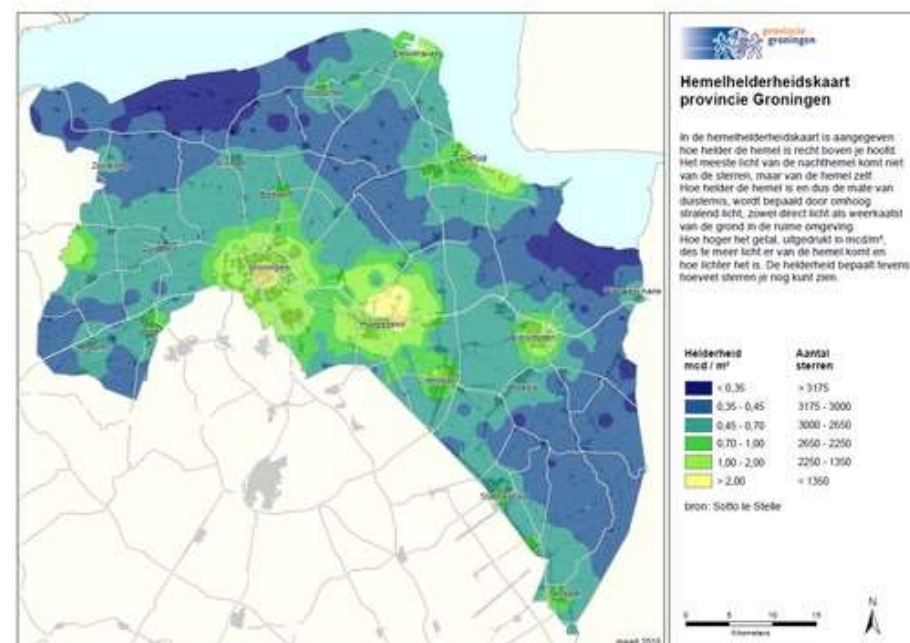 provincie
groningen
Hemelhelderheidskaart
provincie Groningen
In de hemelhelderheidskaart is aangegeven
hoe helder de hemel is recht boven je hoofd.
Het meeste licht van de nachthemel komt niet
van de sterren, maar van de hemel zelf.
Hoe helder de hemel is en dus de mate van
duisternis, wordt bepaald door omhoog
stralend licht, zowel direct licht als weerkaatst
van de grond in de ruime omgeving.
Hoe hoger het getal, uitgedrukt in mcd/m²,
des te meer licht er van de hemel komt en
hoe lichter het is. De helderheid bepaalt tevens
hoeveel sterren je nog kunt zien.
Helderheid Aantal
mcd / m² sterren
< 0,35 > 3175
0,35 - 0,45 3175 - 3000
0,45 - 0,70 3000 - 2650
0,70 - 1,00 2650 - 2250
1,00 - 2,00 2250 - 1350
> 2,00 < 1350
bron: Sotto le Stelle
N
0 5 10 15
Kilometers
Delfzijl
Groningen
Hoogezand
Veendam